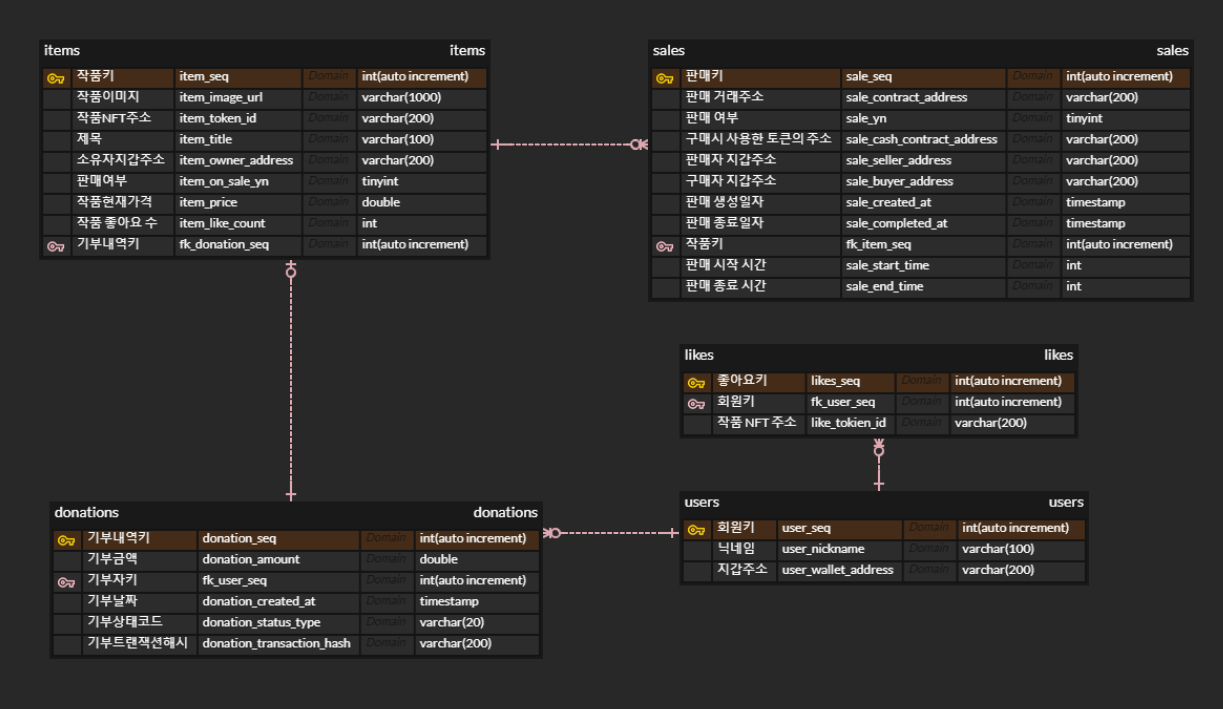 items items
작품키 item_seq Domain int(auto increment)
작품이미지 item_image_url Domain varchar(1000)
작품NFT주소 item_token_id Domain varchar(200)
제목 item_title Domain varchar(100)
소유자지갑주소 item_owner_address Domain varchar(200)
판매여부 item_on_sale_yn Domain tinyint
작품현재가격 item_price Domain double
작품 좋아요 수 item_like_count Domain int
기부내역키 fk_donation_seq Domain int(auto increment)
sales sales
판매키 sale_seq Domain int(auto increment)
판매 거래주소 sale_contract_address Domain varchar(200)
판매 여부 sale_yn Domain tinyint
구매시 사용한 토큰의 주소 sale_cash_contract_address Domain varchar(200)
판매자 지갑주소 sale_seller_address Domain varchar(200)
구매자 지갑주소 sale_buyer_address Domain varchar(200)
판매 생성일자 sale_created_at Domain timestamp
판매 종료일자 sale_completed_at Domain timestamp
작품키 fk_item_seq Domain int(auto increment)
판매 시작 시간 sale_start_time Domain int
판매 종료 시간 sale_end_time Domain int
likes likes
좋아요키 likes_seq Domain int(auto increment)
회원키 fk_user_seq Domain int(auto increment)
작품 NFT 주소 like_tokien_id Domain varchar(200)
donations donations
기부내역키 donation_seq Domain int(auto increment)
기부금액 donation_amount Domain double
기부자키 fk_user_seq Domain int(auto increment)
기부날짜 donation_created_at Domain timestamp
기부상태코드 donation_status_type Domain varchar(20)
기부트랜잭션해시 donation_transaction_hash Domain varchar(200)
users users
회원키 user_seq Domain int(auto increment)
닉네임 user_nickname Domain varchar(100)
지갑주소 user_wallet_address Domain varchar(200)